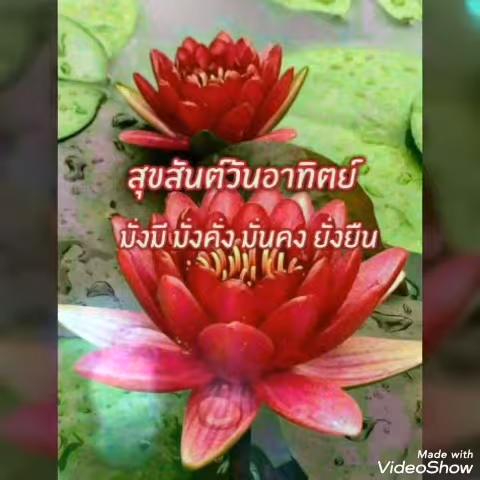 สุขสันต์วันอาทิตย์
มั่งมี มั่งคั่ง มั่นคง ยั่งยืน
Made with
VideoShow